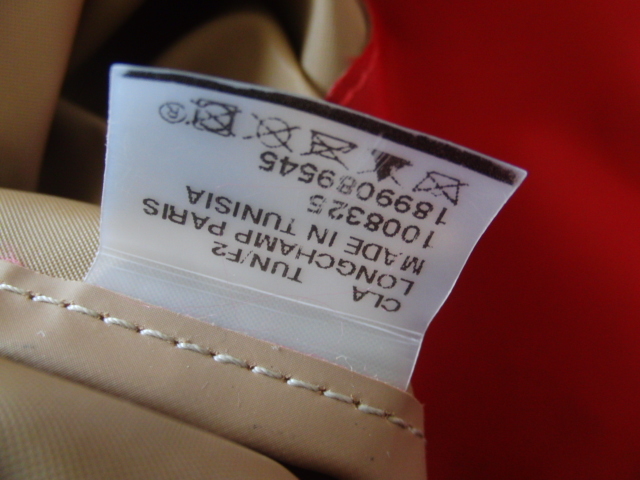 CLA TUN/F2
LONGCHAMP PARIS
MADE IN TUNISIA
1008325
1899089545
®